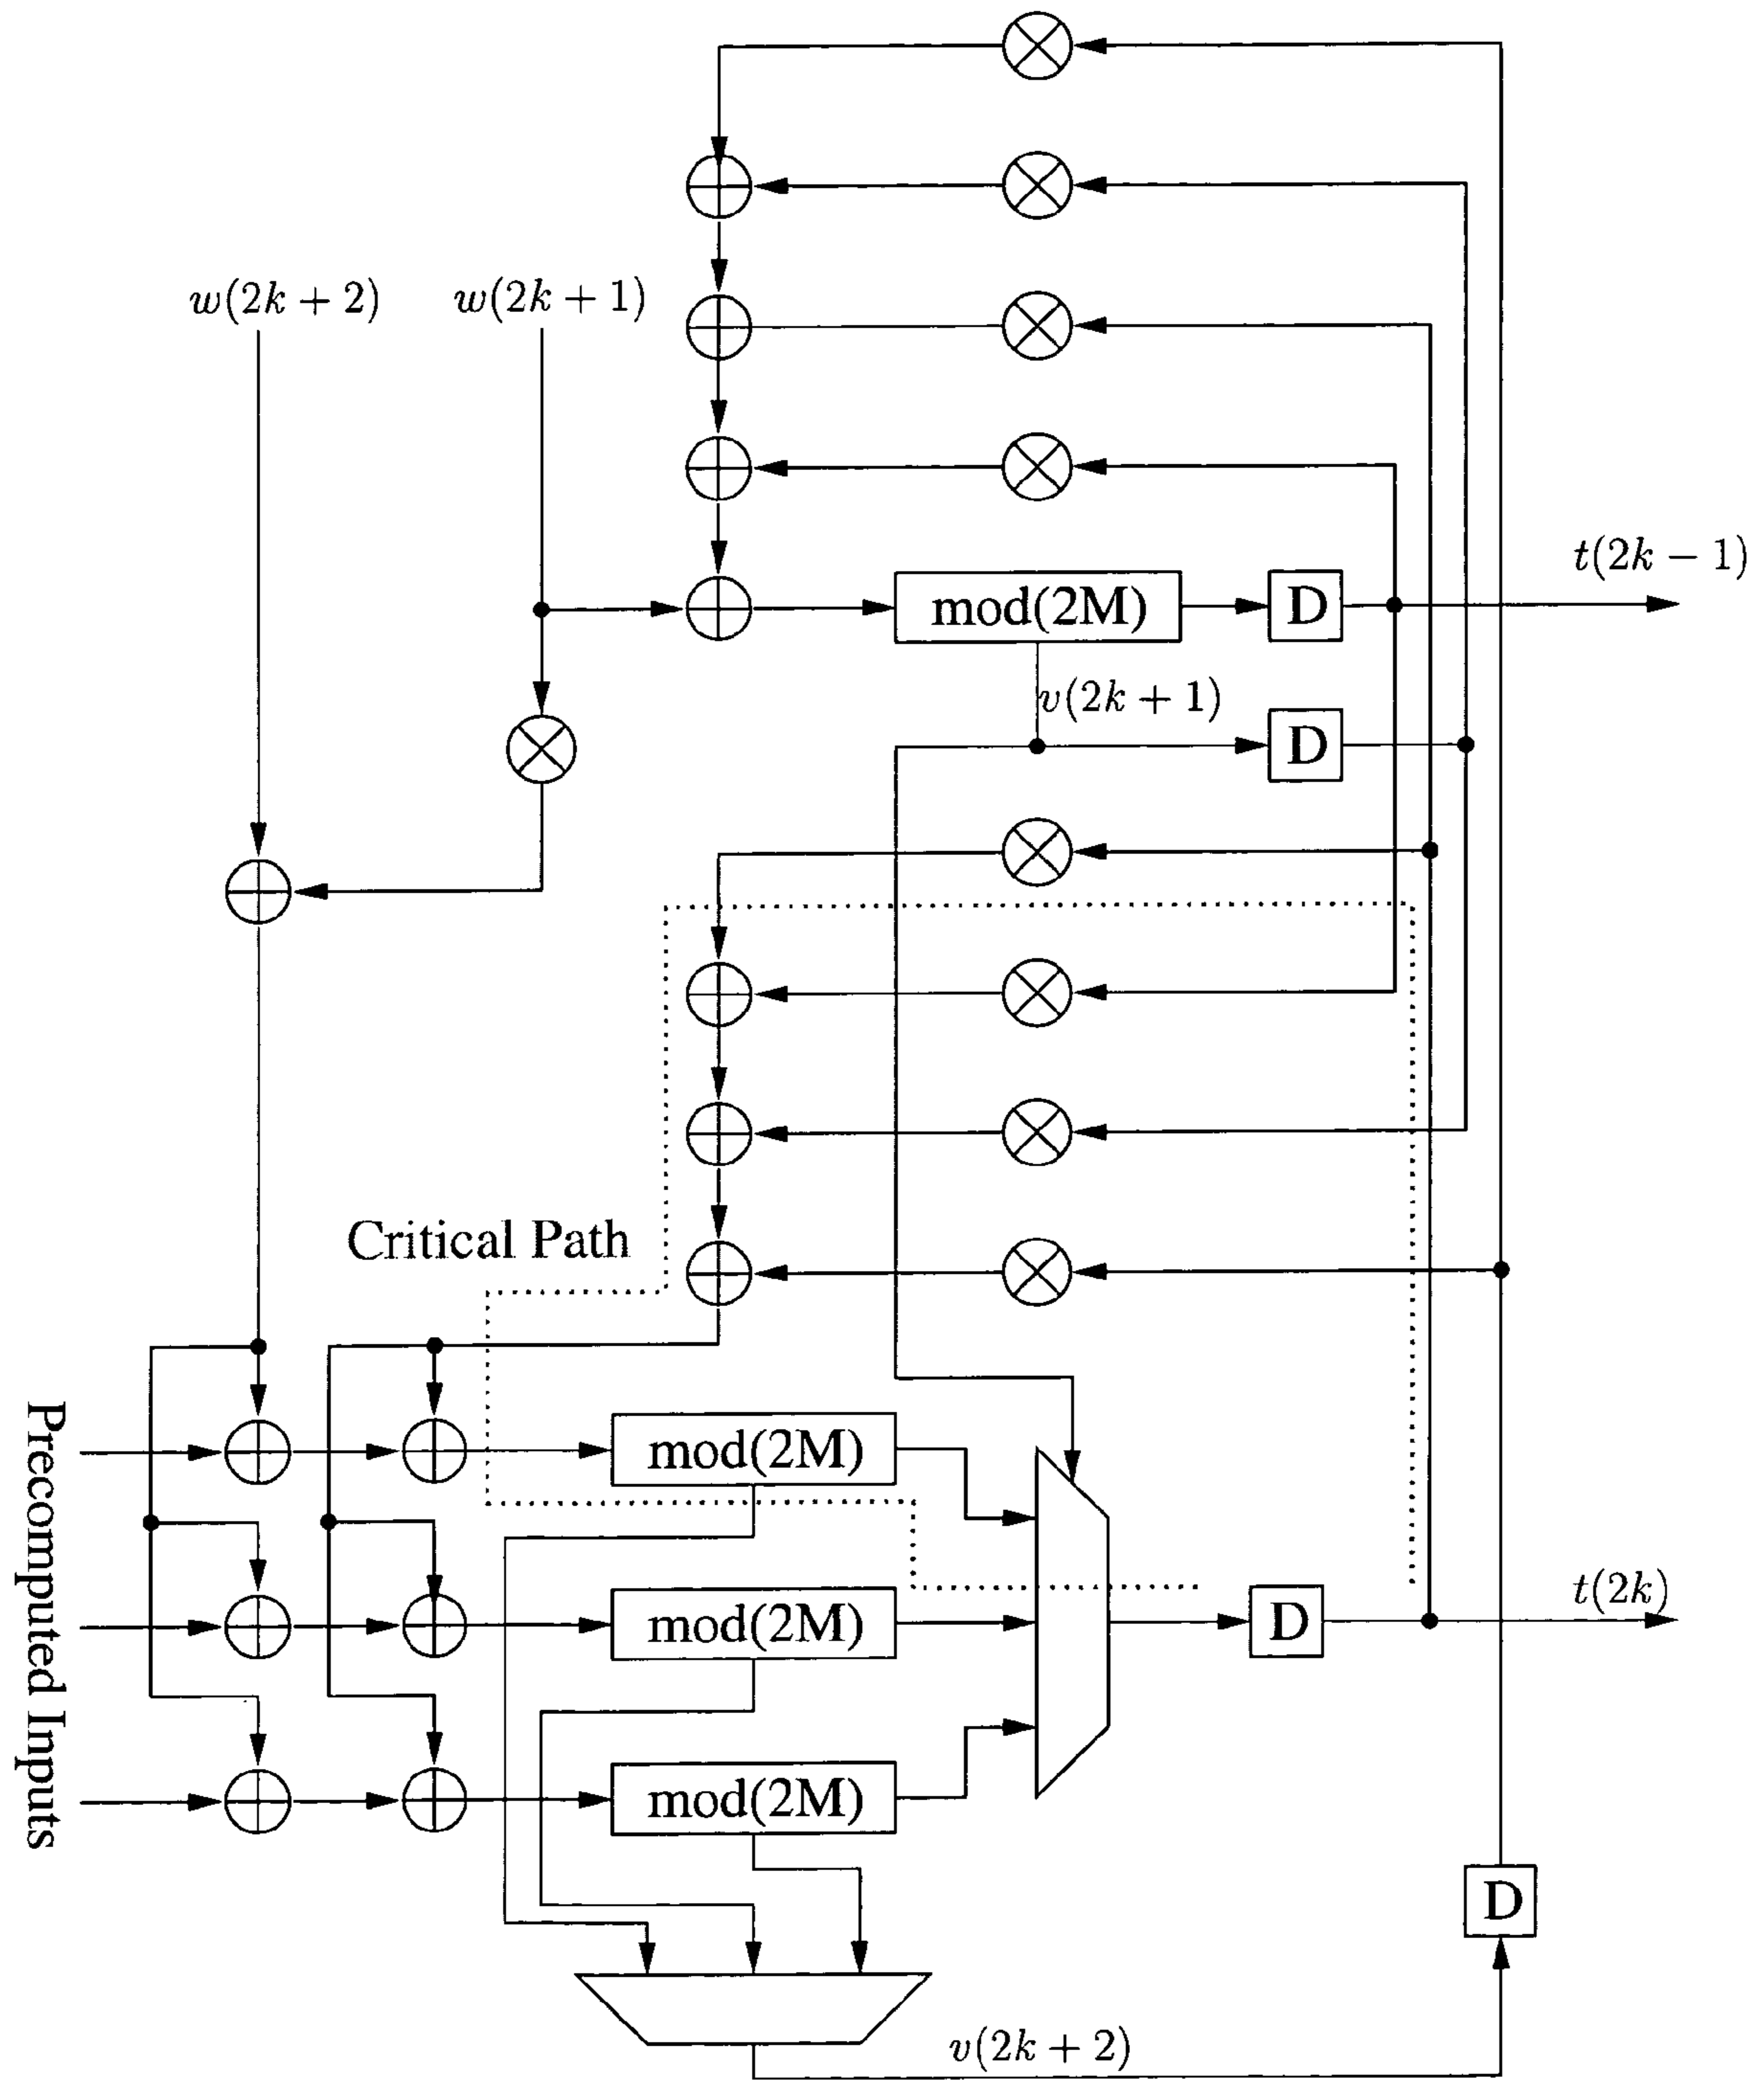 w(2k + 2)
w(2k + 1)
t(2k − 1)
mod(2M)
D
v(2k + 1)
D
Critical Path
Precomputed Inputs
mod(2M)
mod(2M)
D
t(2k)
mod(2M)
D
v(2k + 2)